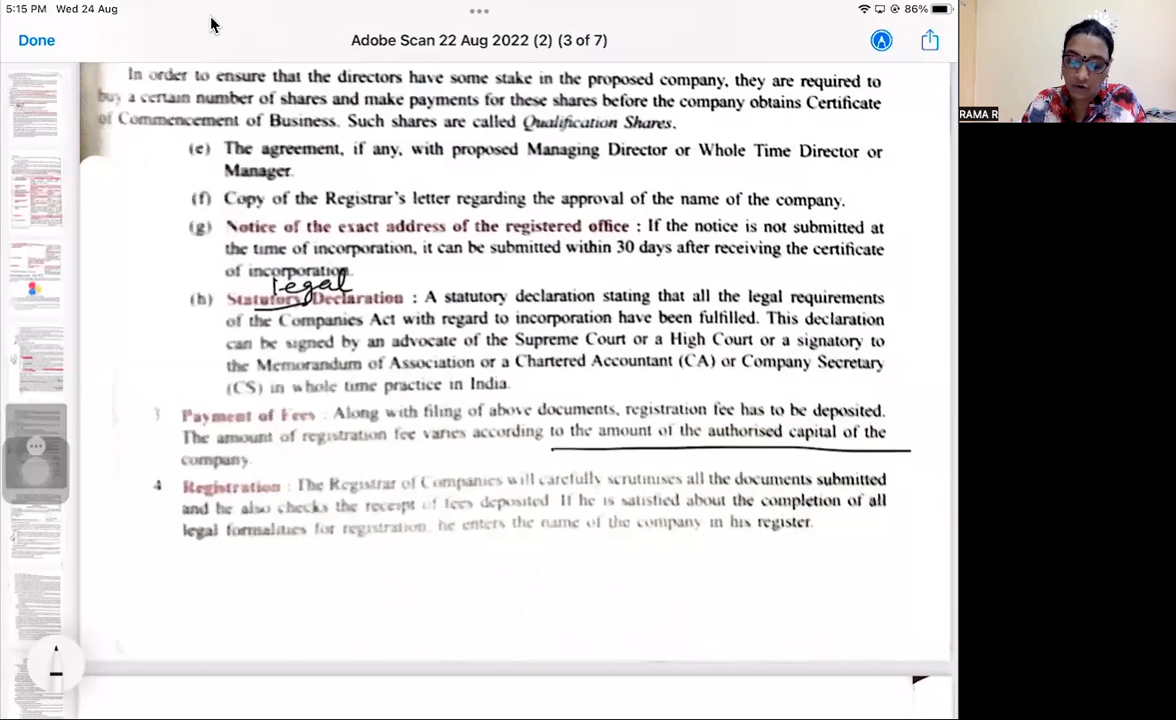 5:15 PM Wed 24 Aug
86%
Done
Adobe Scan 22 Aug 2022 (2) (3 of 7)
RAMA R
In order to ensure that the directors have some stake in the proposed company, they are required to
buy a certain number of shares and make payments for these shares before the company obtains Certificate
of Commencement of Business. Such shares are called Qualification Shares.
(e) The agreement, if any, with proposed Managing Director or Whole Time Director or
Manager.
(f) Copy of the Registrar's letter regarding the approval of the name of the company.
(g) Notice of the exact address of the registered office : If the notice is not submitted at
the time of incorporation, it can be submitted within 30 days after receiving the certificate
of incorporation.
legal
(h) Statutory Declaration : A statutory declaration stating that all the legal requirements
of the Companies Act with regard to incorporation have been fulfilled. This declaration
can be signed by an advocate of the Supreme Court or a High Court or a signatory to
the Memorandum of Association or a Chartered Accountant (CA) or Company Secretary
(CS) in whole time practice in India.
3 Payment of Fees : Along with filing of above documents, registration fee has to be deposited.
The amount of registration fee varies according to the amount of the authorised capital of the
company.
4 Registration : The Registrar of Companies will carefully scrutinises all the documents submitted
and he also checks the receipt of fees deposited. If he is satisfied about the completion of all
legal formalities for registration, he enters the name of the company in his register.